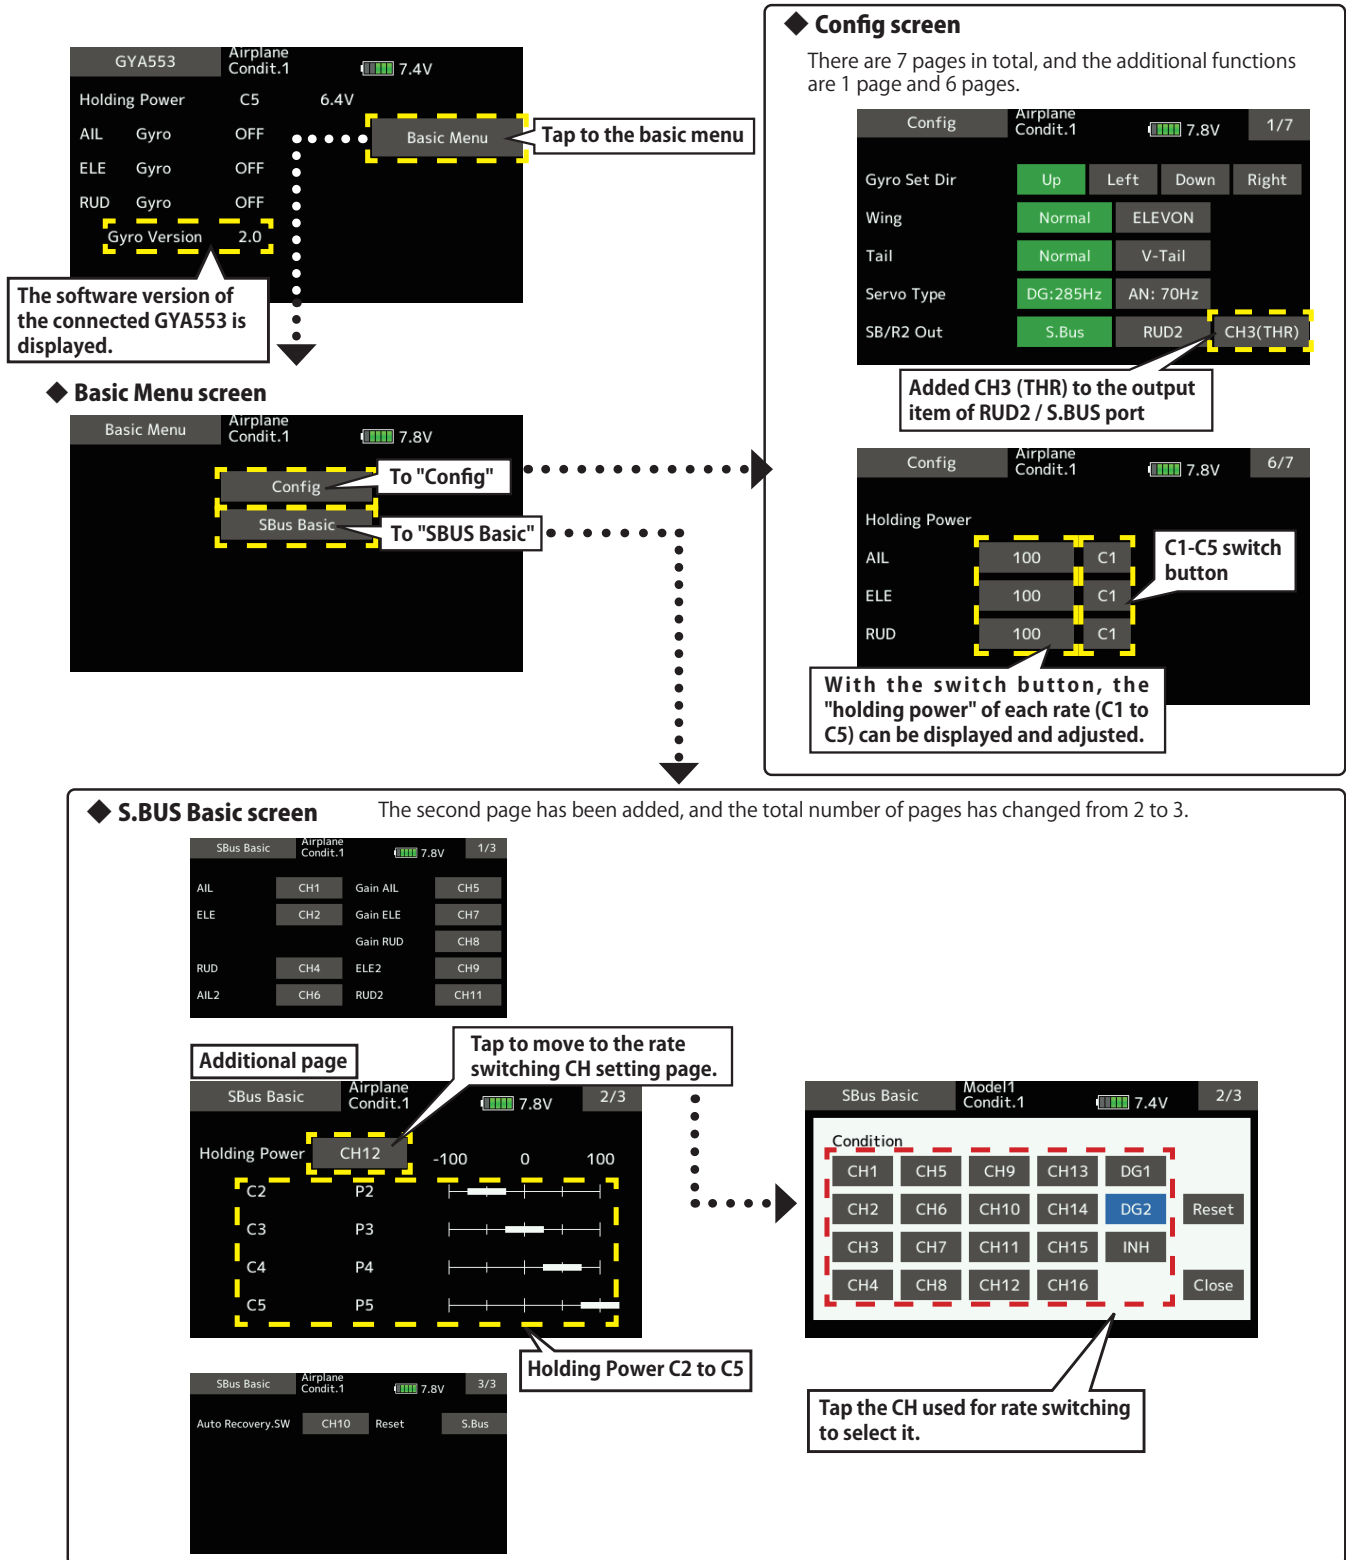 GYA553 Airplane
Condit.1 7.4V
Holding Power C5 6.4V
AIL Gyro OFF
Basic Menu
Tap to the basic menu
ELE Gyro OFF
RUD Gyro OFF
Gyro Version 2.0
The software version of
the connected GYA553 is
displayed.
◆ Basic Menu screen
Basic Menu Airplane
Condit.1 7.8V
Config
To "Config"
SBus Basic
To "SBUS Basic"
◆ Config screen
There are 7 pages in total, and the additional functions
are 1 page and 6 pages.
Config Airplane
Condit.1 7.8V 1/7
Gyro Set Dir Up Left Down Right
Wing Normal ELEVON
Tail Normal V-Tail
Servo Type DG:285Hz AN: 70Hz
SB/R2 Out S.Bus RUD2 CH3(THR)
Added CH3 (THR) to the output
item of RUD2 / S.BUS port
Config Airplane
Condit.1 7.8V 6/7
Holding Power
AIL 100 C1
ELE 100 C1
RUD 100 C1
C1-C5 switch
button
With the switch button, the
"holding power" of each rate (C1 to
C5) can be displayed and adjusted.
◆ S.BUS Basic screen
The second page has been added, and the total number of pages has changed from 2 to 3.
SBus Basic Airplane
Condit.1 7.8V 1/3
AIL CH1 Gain AIL CH5
ELE CH2 Gain ELE CH7
Gain RUD CH8
RUD CH4 ELE2 CH9
AIL2 CH6 RUD2 CH11
Additional page
Tap to move to the rate
switching CH setting page.
SBus Basic Airplane
Condit.1 7.8V 2/3
Holding Power CH12 -100 0 100
C2 P2
C3 P3
C4 P4
C5 P5
Holding Power C2 to C5
SBus Basic Model1
Condit.1 7.4V 2/3
Condition
CH1 CH5 CH9 CH13 DG1
CH2 CH6 CH10 CH14 DG2 Reset
CH3 CH7 CH11 CH15 INH
CH4 CH8 CH12 CH16 Close
Tap the CH used for rate switching
to select it.
SBus Basic Airplane
Condit.1 7.8V 3/3
Auto Recovery.SW CH10 Reset S.Bus